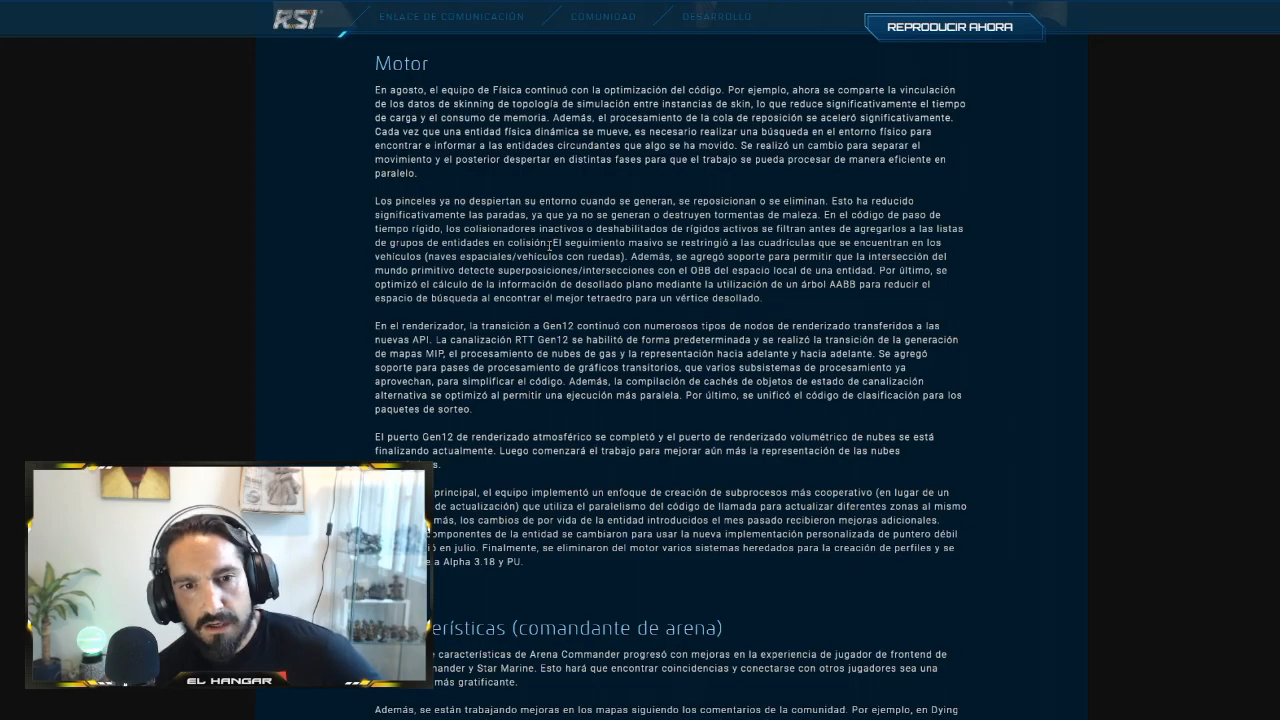 RSI
ENLACE DE COMUNICACIÓN
COMUNIDAD
DESARROLLO
REPRODUCIR AHORA
Motor
En agosto, el equipo de Física continuó con la optimización del código. Por ejemplo, ahora se comparte la vinculación
de los datos de skinning de topología de simulación entre instancias de skin, lo que reduce significativamente el tiempo
de carga y el consumo de memoria. Además, el procesamiento de la cola de reposición se aceleró significativamente.
Cada vez que una entidad física dinámica se mueve, es necesario realizar una búsqueda en el entorno físico para
encontrar e informar a las entidades circundantes que algo se ha movido. Se realizó un cambio para separar el
movimiento y el posterior despertar en distintas fases para que el trabajo se pueda procesar de manera eficiente en
paralelo.
Los pinceles ya no despiertan su entorno cuando se generan, se reposicionan o se eliminan. Esto ha reducido
significativamente las paradas, ya que ya no se generan o destruyen tormentas de maleza. En el código de paso de
tiempo rígido, los colisionadores inactivos o deshabilitados de rígidos activos se filtran antes de agregarlos a las listas
de grupos de entidades en colisión. El seguimiento masivo se restringió a las cuadrículas que se encuentran en los
vehículos (naves espaciales/vehículos con ruedas). Además, se agregó soporte para permitir que la intersección del
mundo primitivo detecte superposiciones/intersecciones con el OBB del espacio local de una entidad. Por último, se
optimizó el cálculo de la información de desollado plano mediante la utilización de un árbol AABB para reducir el
espacio de búsqueda al encontrar el mejor tetraedro para un vértice desollado.
En el renderizador, la transición a Gen12 continuó con numerosos tipos de nodos de renderizado transferidos a las
nuevas API. La canalización RTT Gen12 se habilitó de forma predeterminada y se realizó la transición de la generación
de mapas MIP, el procesamiento de nubes de gas y la representación hacia adelante y hacia adelante. Se agregó
soporte para pases de procesamiento de gráficos transitorios, que varios subsistemas de procesamiento ya
aprovechan, para simplificar el código. Además, la compilación de cachés de objetos de estado de canalización
alternativa se optimizó al permitir una ejecución más paralela. Por último, se unificó el código de clasificación para los
paquetes de sorteo.
El puerto Gen12 de renderizado atmosférico se completó y el puerto de renderizado volumétrico de nubes se está
finalizando actualmente. Luego comenzará el trabajo para mejorar aún más la representación de las nubes
s.
principal, el equipo implementó un enfoque de creación de subprocesos más cooperativo (en lugar de un
de actualización) que utiliza el paralelismo del código de llamada para actualizar diferentes zonas al mismo
más, los cambios de por vida de la entidad introducidos el mes pasado recibieron mejoras adicionales.
componentes de la entidad se cambiaron para usar la nueva implementación personalizada de puntero débil
ó en julio. Finalmente, se eliminaron del motor varios sistemas heredados para la creación de perfiles y se
e a Alpha 3.18 y PU.
erísticas (comandante de arena)
e características de Arena Commander progresó con mejoras en la experiencia de jugador de frontend de
mander y Star Marine. Esto hará que encontrar coincidencias y conectarse con otros jugadores sea una
más gratificante.
Además, se están trabajando mejoras en los mapas siguiendo los comentarios de la comunidad. Por ejemplo, en Dying
EL HANGAR